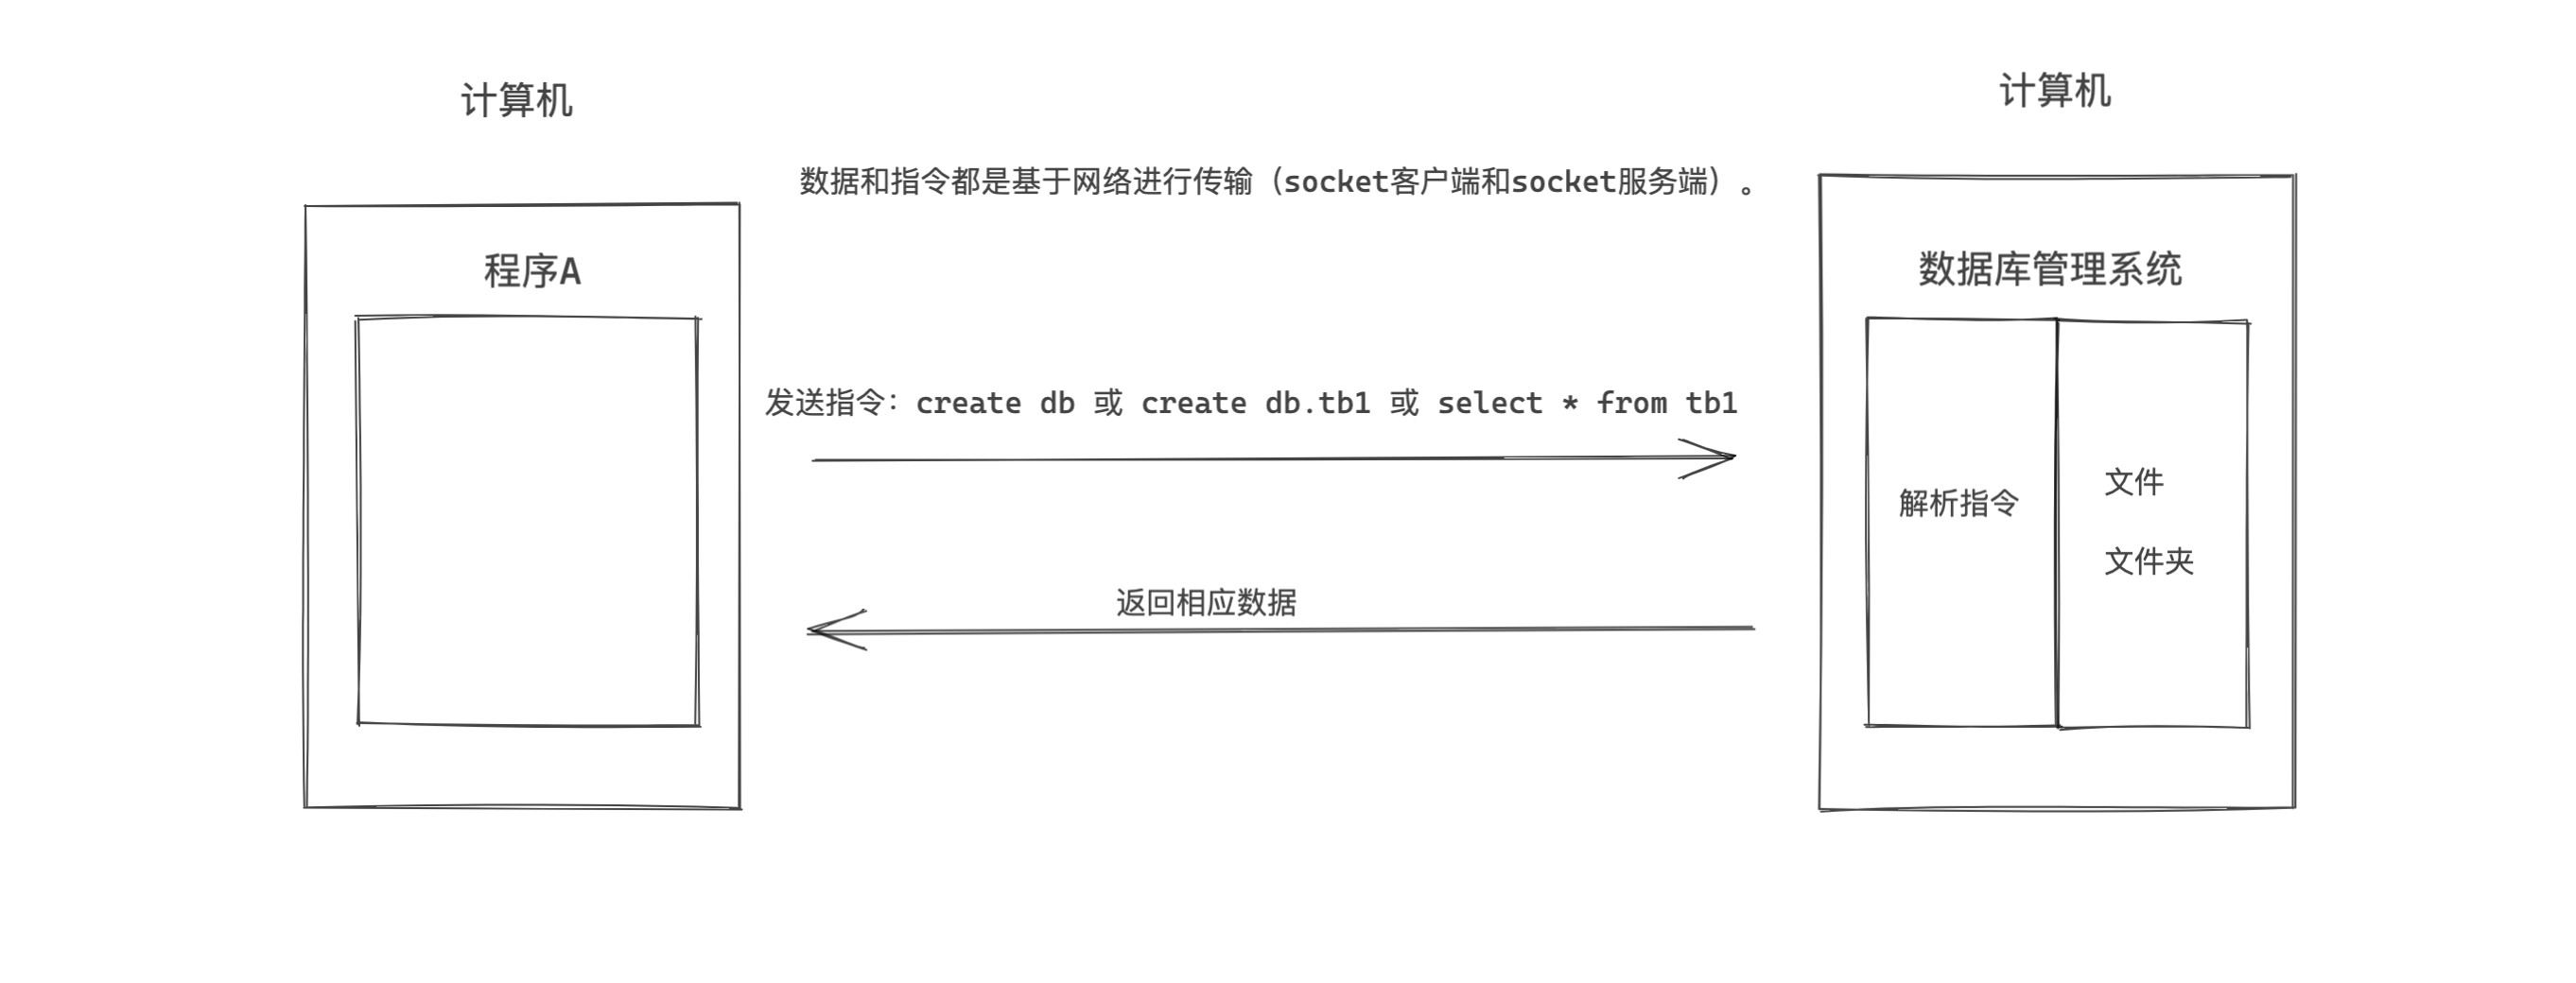 计算机
计算机
数据和指令都是基于网络进行传输（socket客户端和socket服务端）。
程序A
数据库管理系统
发送指令：create db 或 create db.tb1 或 select * from tb1
解析指令
文件
文件夹
返回相应数据